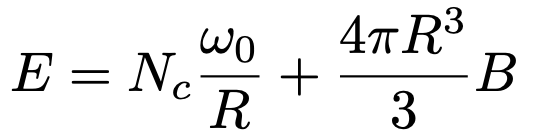 E = N_c \frac{\omega_0}{R} + \frac{4\pi R^3}{3} B